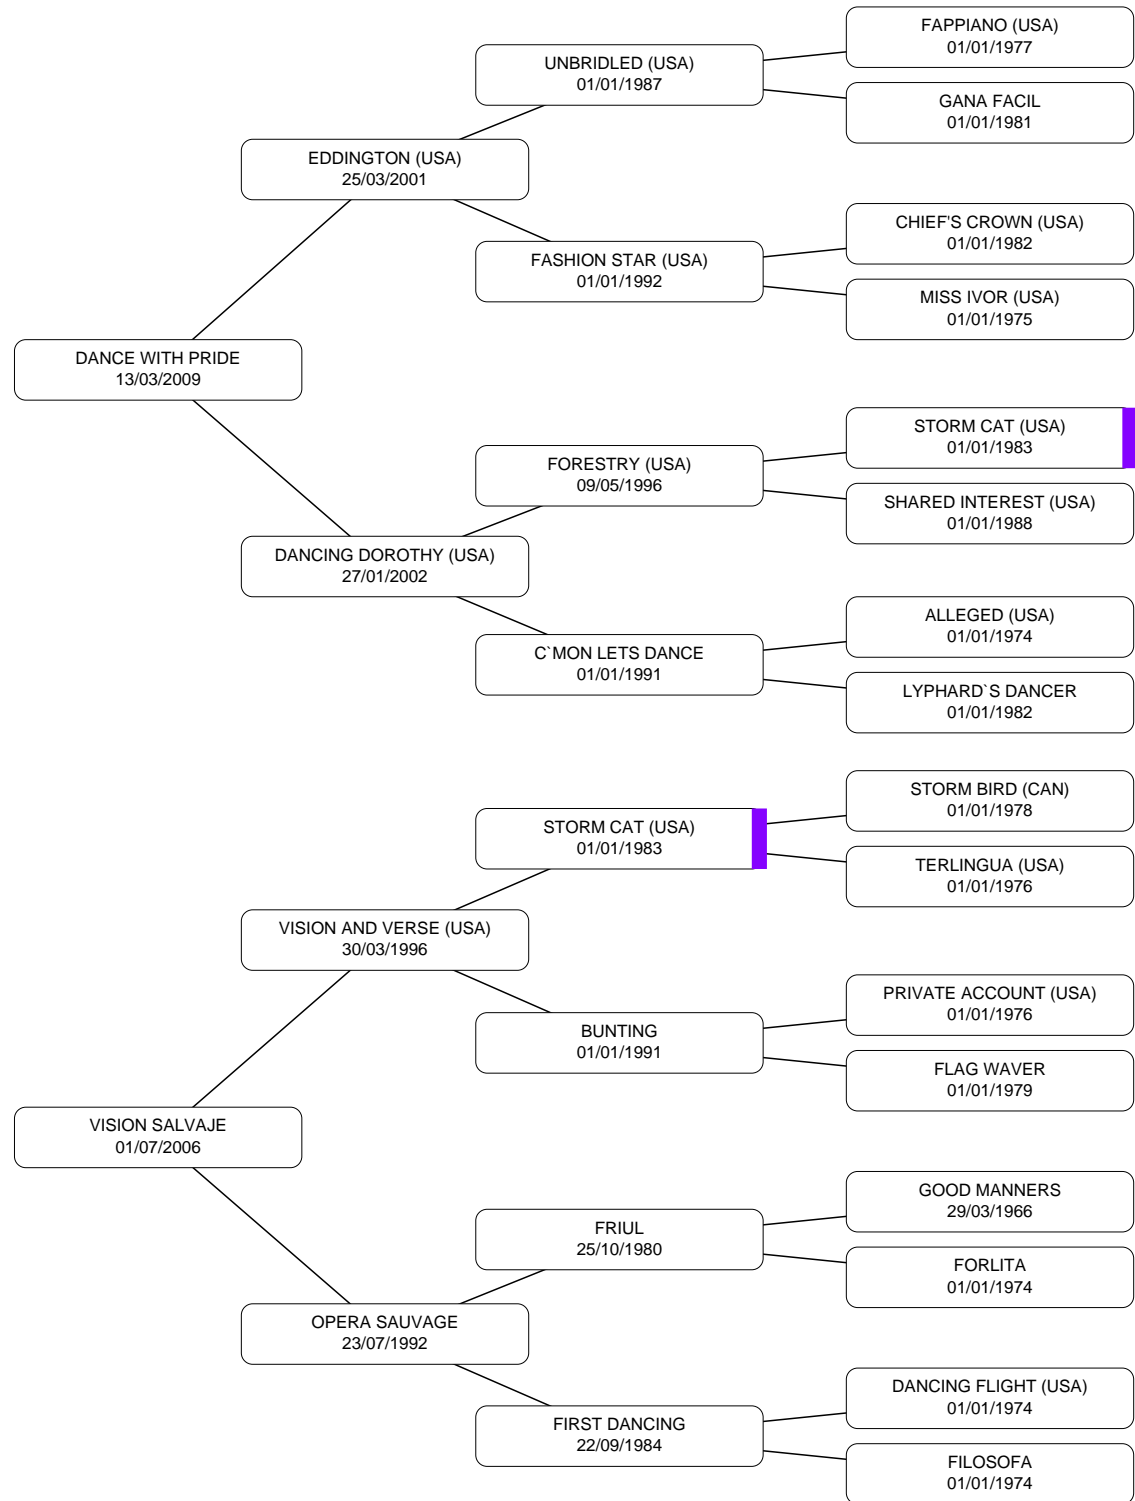 FAPPIANO (USA)
01/01/1977
UNBRIDLED (USA)
01/01/1987
GANA FACIL
01/01/1981
EDDINGTON (USA)
25/03/2001
CHIEF'S CROWN (USA)
01/01/1982
FASHION STAR (USA)
01/01/1992
MISS IVOR (USA)
01/01/1975
DANCE WITH PRIDE
13/03/2009
STORM CAT (USA)
01/01/1983
FORESTRY (USA)
09/05/1996
SHARED INTEREST (USA)
01/01/1988
DANCING DOROTHY (USA)
27/01/2002
ALLEGED (USA)
01/01/1974
C`MON LETS DANCE
01/01/1991
LYPHARD`S DANCER
01/01/1982
STORM BIRD (CAN)
01/01/1978
STORM CAT (USA)
01/01/1983
TERLINGUA (USA)
01/01/1976
VISION AND VERSE (USA)
30/03/1996
PRIVATE ACCOUNT (USA)
01/01/1976
BUNTING
01/01/1991
FLAG WAVER
01/01/1979
VISION SALVAJE
01/07/2006
GOOD MANNERS
29/03/1966
FRIUL
25/10/1980
FORLITA
01/01/1974
OPERA SAUVAGE
23/07/1992
DANCING FLIGHT (USA)
01/01/1974
FIRST DANCING
22/09/1984
FILOSOFA
01/01/1974